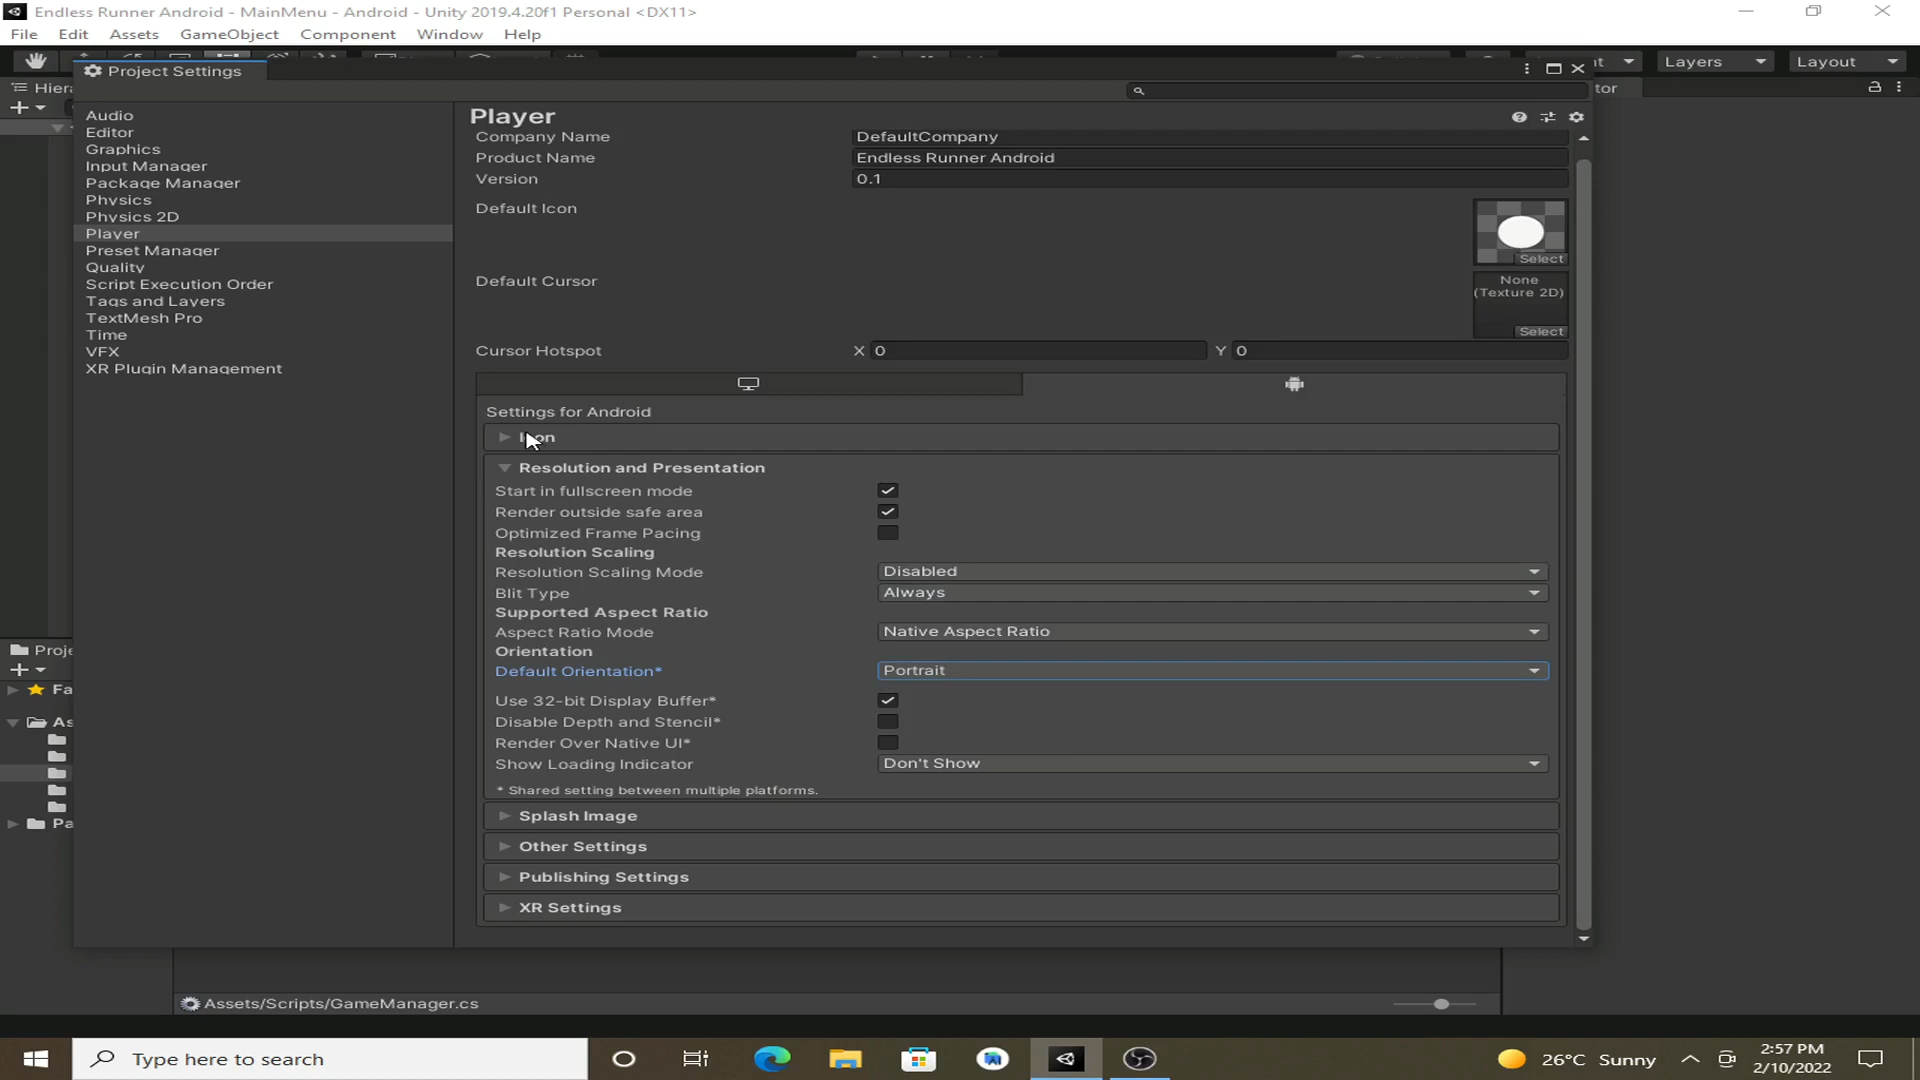 Endless Runner Android - MainMenu - Android - Unity 2019.4.20f1 Personal <DX11>
File Edit Assets GameObject Component Window Help
Project Settings
Layers
Layout
Audio
Editor
Graphics
Input Manager
Package Manager
Physics
Physics 2D
Player
Preset Manager
Quality
Script Execution Order
Tags and Layers
TextMesh Pro
Time
VFX
XR Plugin Management
Player
Company Name DefaultCompany
Product Name Endless Runner Android
Version 0.1
Default Icon
Select
Default Cursor
None
(Texture 2D)
Select
Cursor Hotspot X 0 Y 0
Settings for Android
Icon
Resolution and Presentation
Start in fullscreen mode
Render outside safe area
Optimized Frame Pacing
Resolution Scaling
Resolution Scaling Mode Disabled
Blit Type Always
Supported Aspect Ratio
Aspect Ratio Mode Native Aspect Ratio
Orientation
Default Orientation* Portrait
Use 32-bit Display Buffer*
Disable Depth and Stencil*
Render Over Native UI*
Show Loading Indicator Don't Show
* Shared setting between multiple platforms.
Splash Image
Other Settings
Publishing Settings
XR Settings
Hiera
Proje
Fa
As
Pa
Assets/Scripts/GameManager.cs
Type here to search
26°C Sunny
2:57 PM
2/10/2022